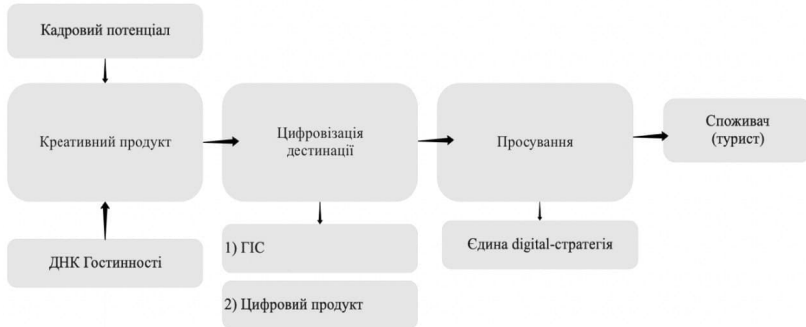 Кадровий потенціал
Креативний продукт
ДНК Гостинності
Цифровізація
дестинації
1) ГІС
2) Цифровий продукт
Просування
Єдина digital-стратегія
Споживач
(турист)